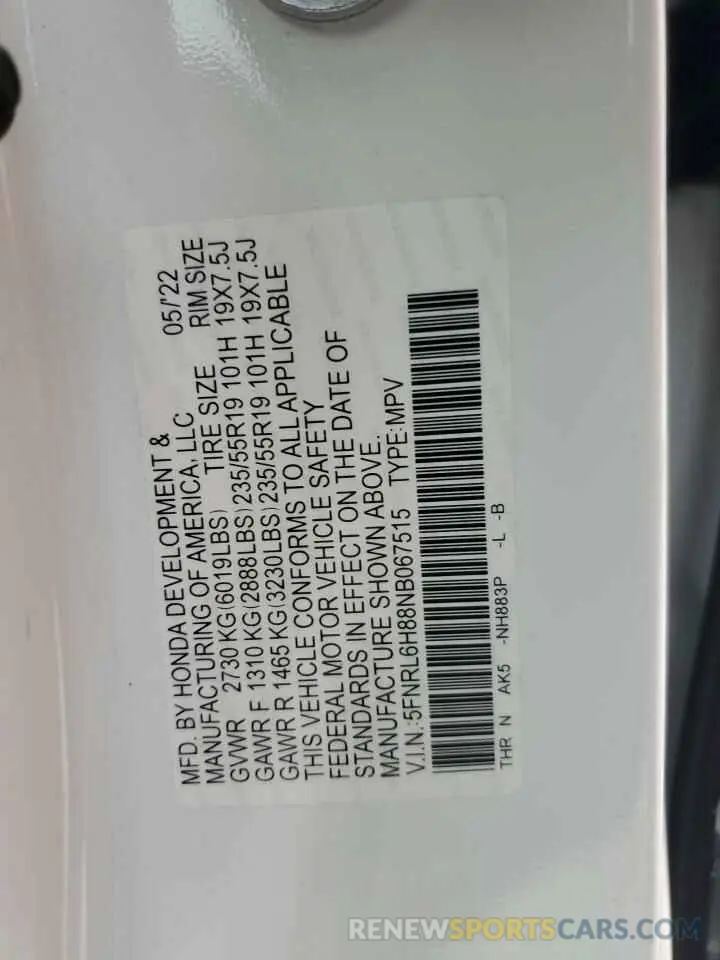 MFD. BY HONDA DEVELOPMENT &
MANUFACTURING OF AMERICA, LLC 05/'22
GVWR 2730 KG(6019LBS) TIRE SIZE RIM SIZE
GAWR F 1310 KG(2888LBS)235/55R19 101H 19X7.5J
GAWR R 1465 KG(3230LBS)235/55R19 101H 19X7.5J
THIS VEHICLE CONFORMS TO ALL APPLICABLE
FEDERAL MOTOR VEHICLE SAFETY
STANDARDS IN EFFECT ON THE DATE OF
MANUFACTURE SHOWN ABOVE.
V.I.N.:5FNRL6H88NB067515 TYPE:MPV
THR N AK5 -NH883P -L -B
RENEWSPORTSCARS.COM